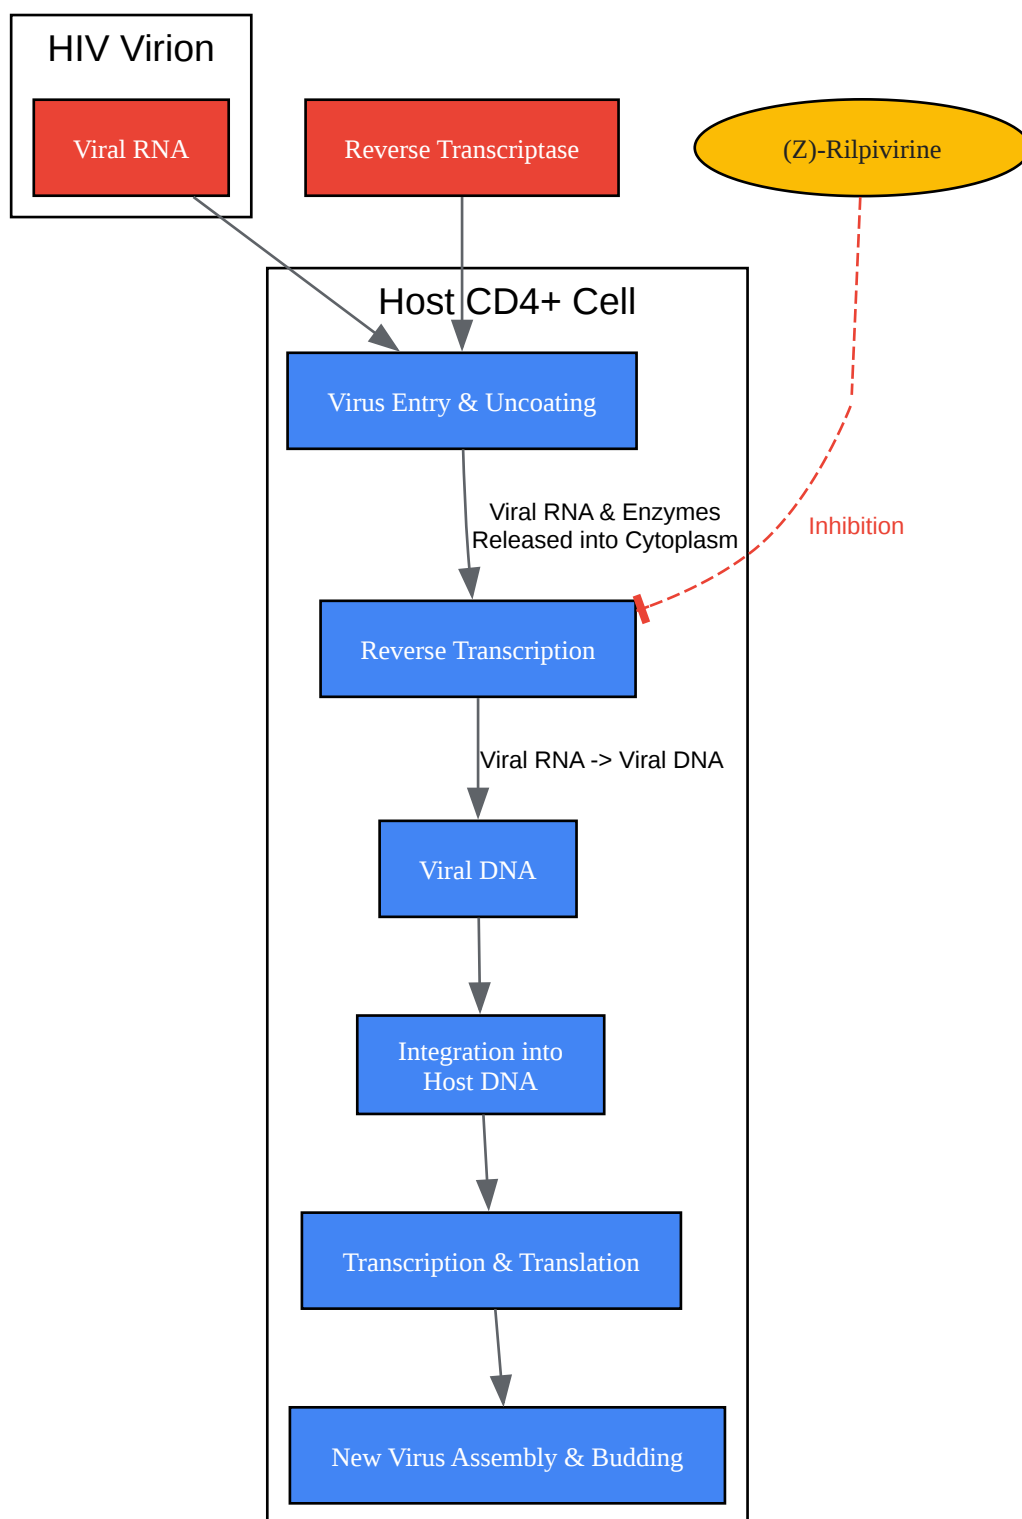 HIV Virion
Viral RNA
Reverse Transcriptase
(Z)-Rilpivirine
Host CD4+ Cell
Virus Entry & Uncoating
Viral RNA & Enzymes
Released into Cytoplasm
Inhibition
Reverse Transcription
Viral RNA -> Viral DNA
Viral DNA
Integration into
Host DNA
Transcription & Translation
New Virus Assembly & Budding